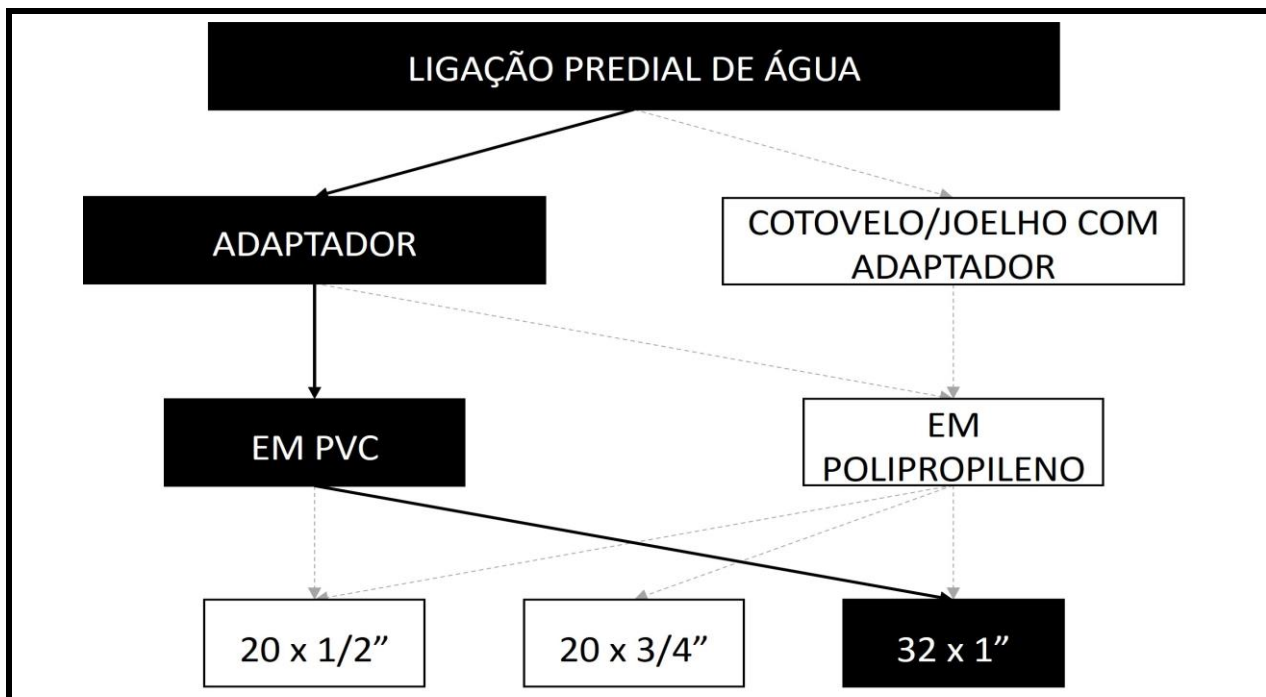 LIGAÇÃO PREDIAL DE ÁGUA
ADAPTADOR
COTOVELO/JOELHO COM
ADAPTADOR
EM PVC
EM
POLIPROPILENO
20 x 1/2”
20 x 3/4”
32 x 1”